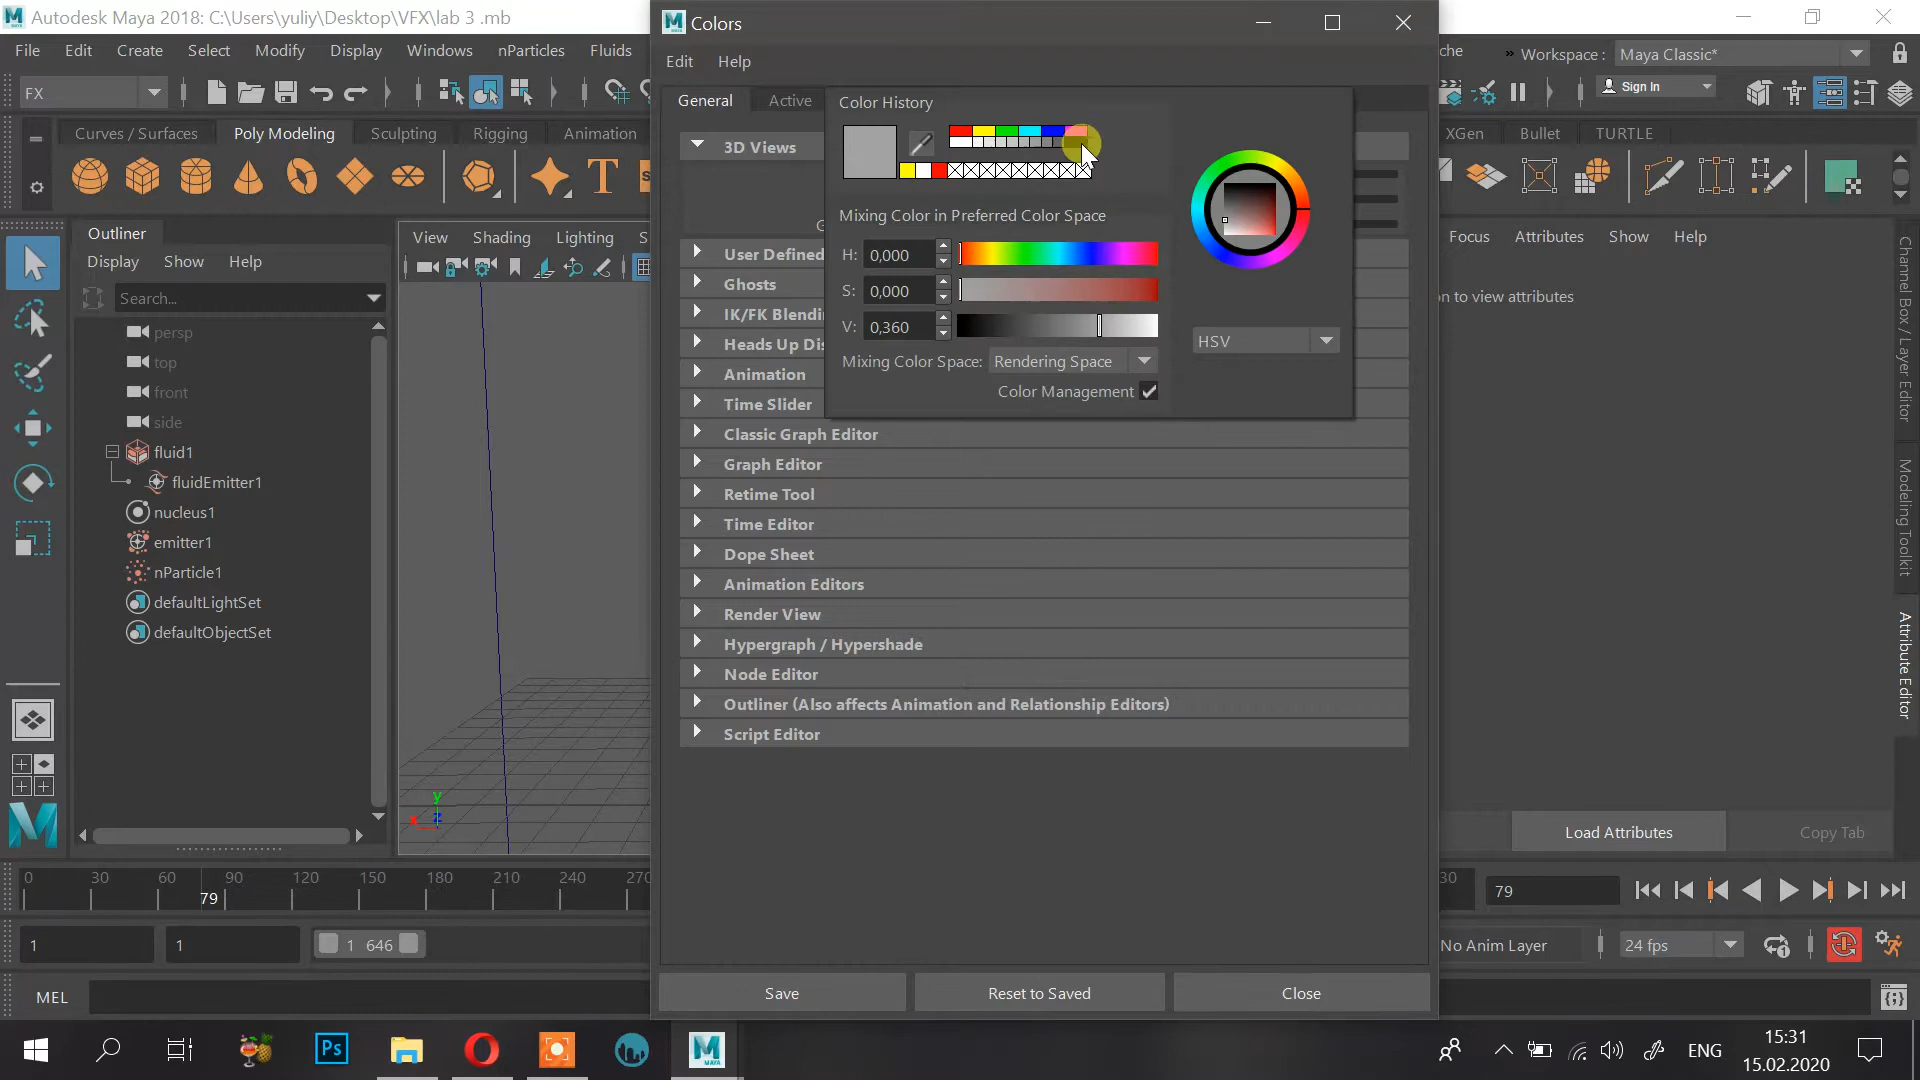 Autodesk Maya 2018: C:\Users\yuliy\Desktop\VFX\lab 3 .mb
Colors
File Edit Create Select Modify Display Windows nParticles Fluids
Edit Help
che » Workspace : Maya Classic*
FX
Sign In
General Active
Color History
Curves / Surfaces Poly Modeling Sculpting Rigging Animation
XGen Bullet TURTLE
3D Views
Mixing Color in Preferred Color Space
Outliner
View Shading Lighting S
Focus Attributes Show Help
Display Show Help
User Defined
H: 0,000
Ghosts
S: 0,000
Search...
on to view attributes
IK/FK Blendin
V: 0,360
Heads Up Dis
HSV
Mixing Color Space: Rendering Space
Animation
Color Management
Time Slider
Classic Graph Editor
Graph Editor
Retime Tool
Time Editor
Dope Sheet
Animation Editors
Render View
Hypergraph / Hypershade
Node Editor
Outliner (Also affects Animation and Relationship Editors)
Script Editor
persp
top
front
side
fluid1
fluidEmitter1
nucleus1
emitter1
nParticle1
defaultLightSet
defaultObjectSet
Channel Box / Layer Editor
Modeling Toolkit
Attribute Editor
y
x z
Load Attributes Copy Tab
0 30 60 90 120 150 180 210 240 270
79
30
79
1 1 1 646
No Anim Layer 24 fps
MEL
Save Reset to Saved Close
Ps
MAYA
ENG
15:31
15.02.2020